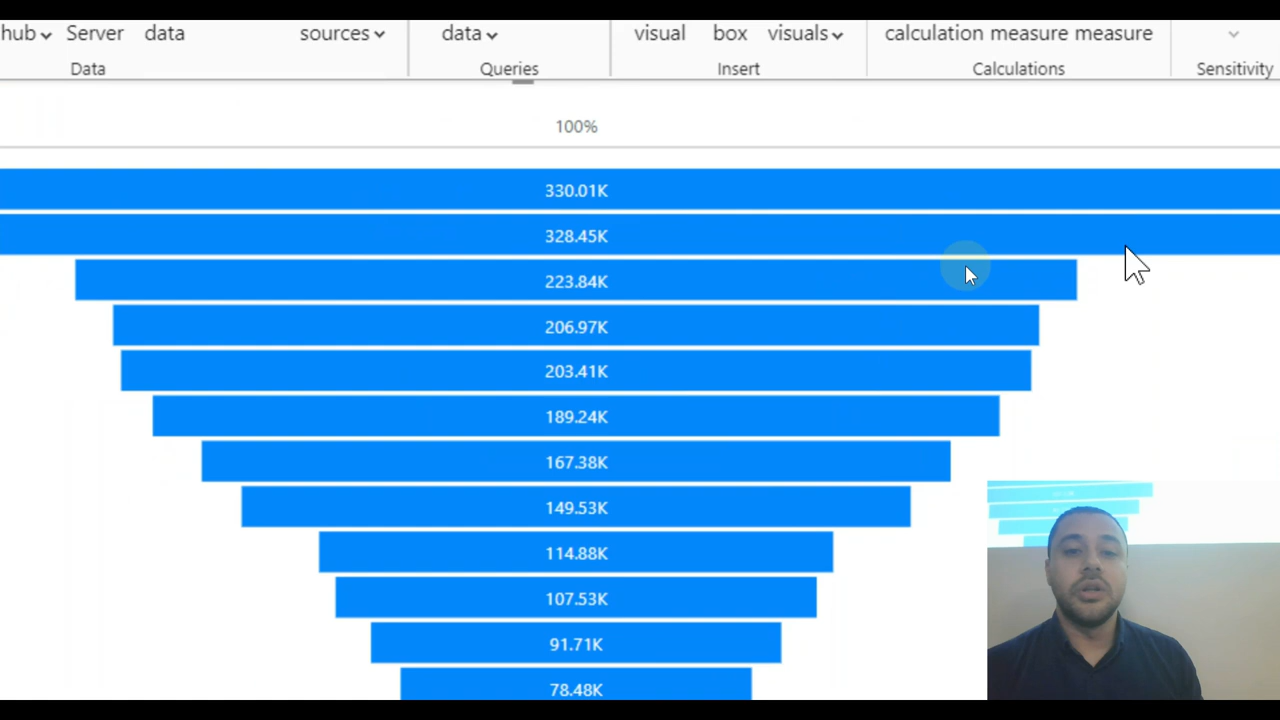 hub Server data sources data visual box visuals calculation measure measure
Data Queries Insert Calculations Sensitivity
100%
330.01K
328.45K
223.84K
206.97K
203.41K
189.24K
167.38K
149.53K
114.88K
107.53K
91.71K
78.48K